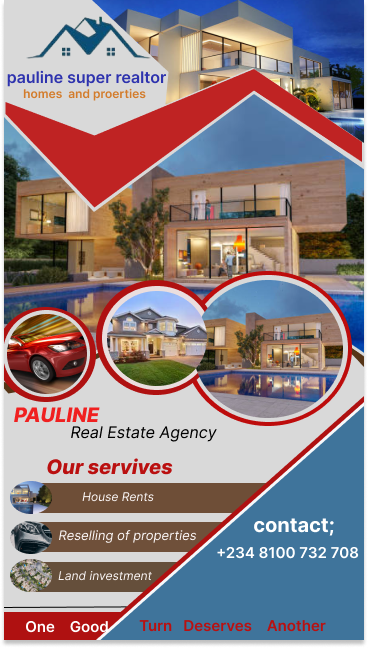 pauline super realtor
homes and proerties
PAULINE
Real Estate Agency
Our servives
House Rents
Reselling of properties
Land investment
contact;
+234 8100 732 708
One Good Turn Deserves Another